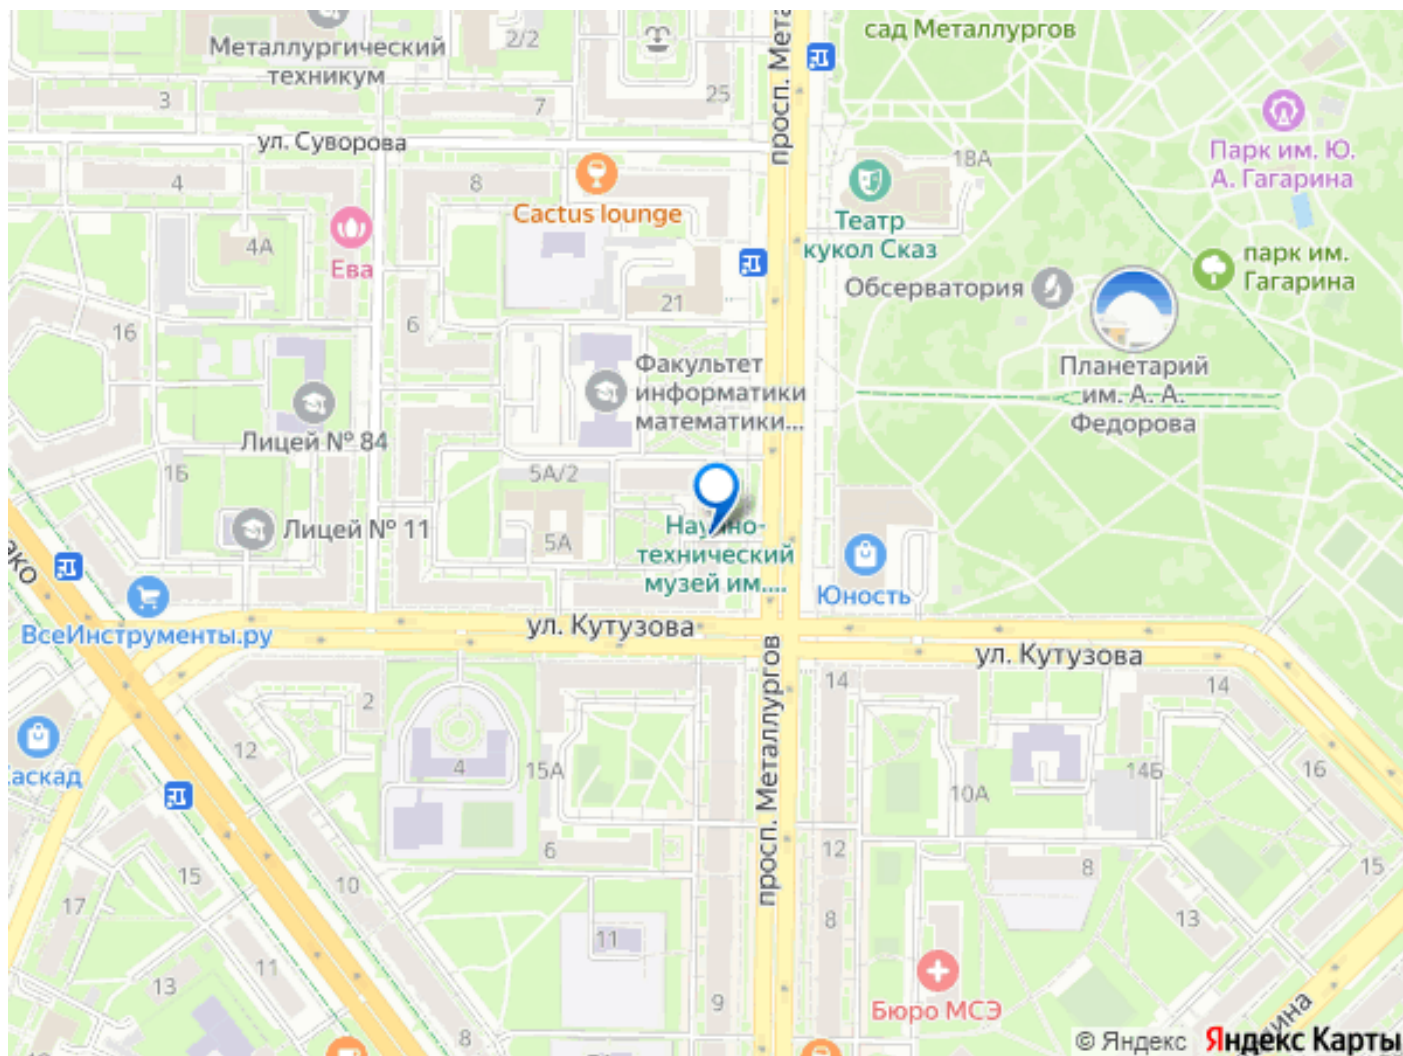 сад Металлургов
Металлургический
техникум
2/2
просп. Мета
3
7
25
ул. Суворова
18А
Парк им. Ю.
А. Гагарина
4
8
Cactus lounge
Театр
кукол Сказ
4А
Ева
парк им.
Гагарина
Обсерватория
21
16
6
Факультет
информатики
математики...
Планетарий
им. А. А.
Федорова
Лицей № 84
1Б
5А/2
Лицей № 11
5А
Научно-
технический
музей им....
Юность
ВсеИнструменты.ру
ул. Кутузова
ул. Кутузова
просп. Металлургов
2
14
14
12
аскад
4
15А
10А
14Б
16
6
12
8
15
15
10
17
8
13
11
11
13
9
8
Бюро МСЭ
© Яндекс
Яндекс Карты